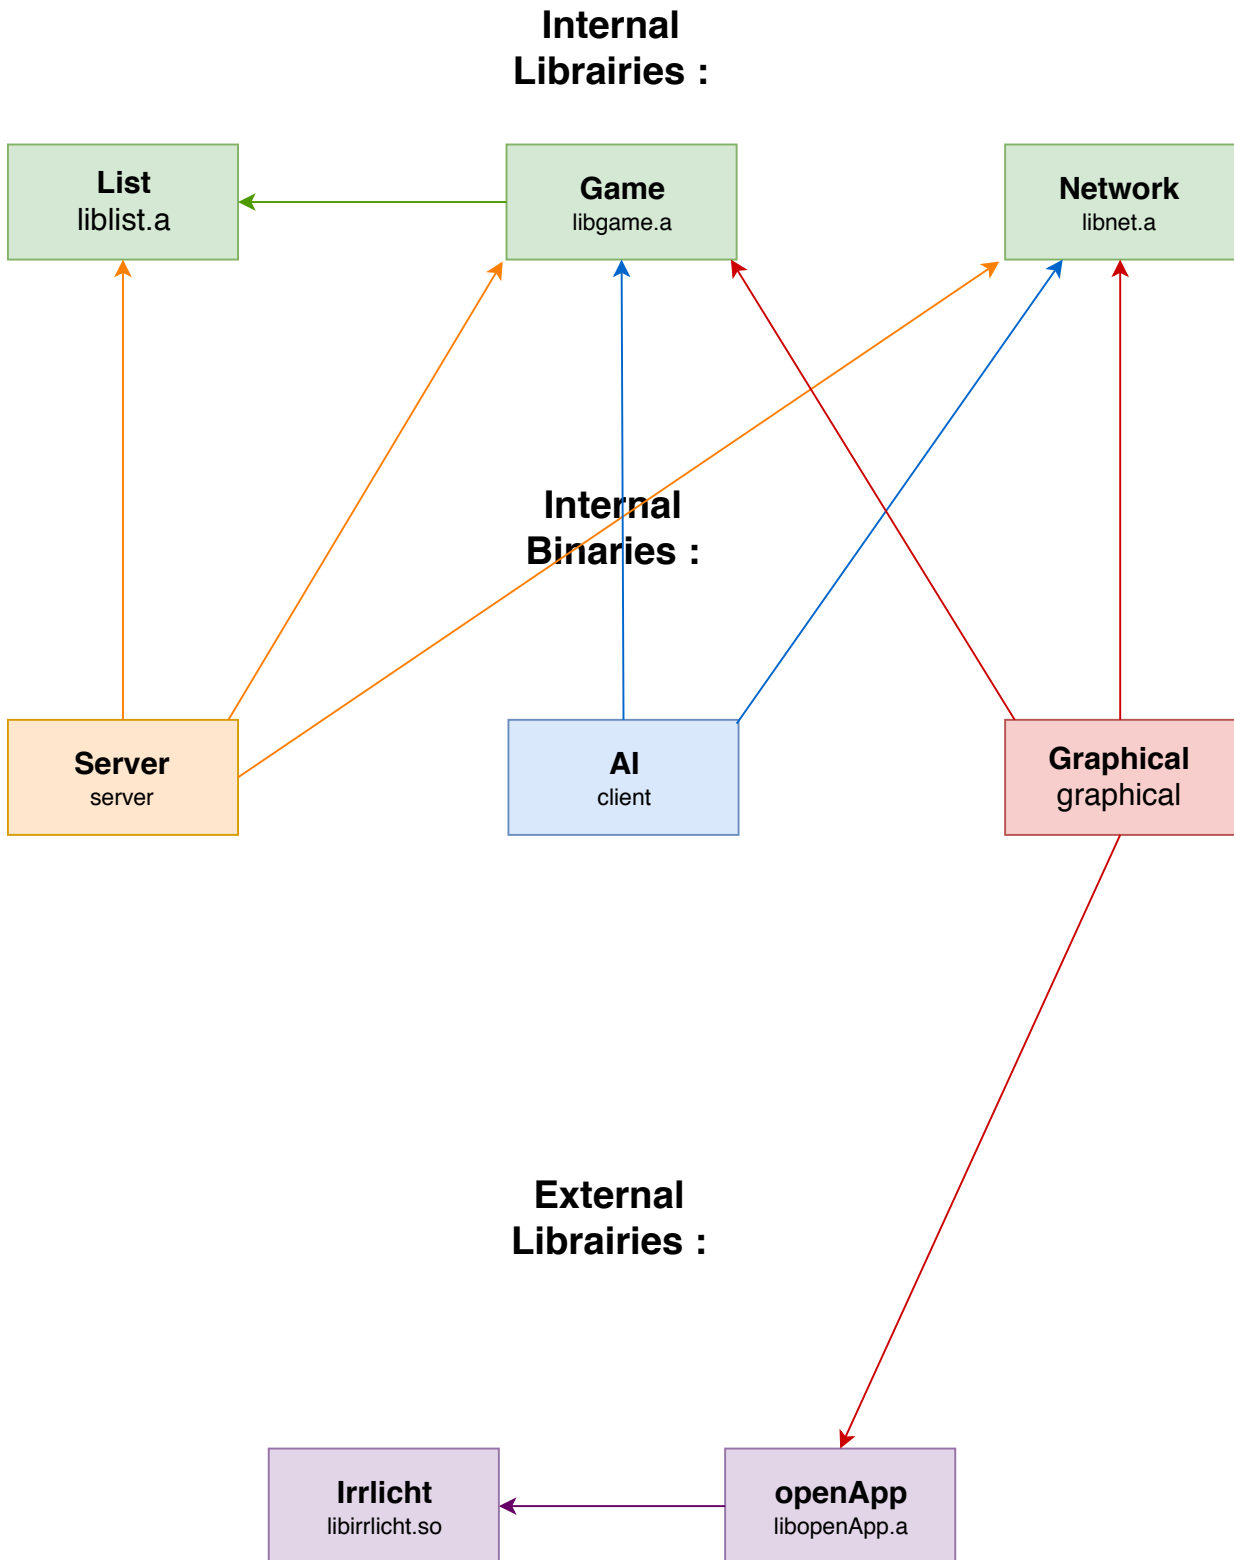 Internal
Librairies :
List
liblist.a
Game
libgame.a
Network
libnet.a
Internal
Binaries :
Server
server
AI
client
Graphical
graphical
External
Librairies :
Irrlicht
libirrlicht.so
openApp
libopenApp.a